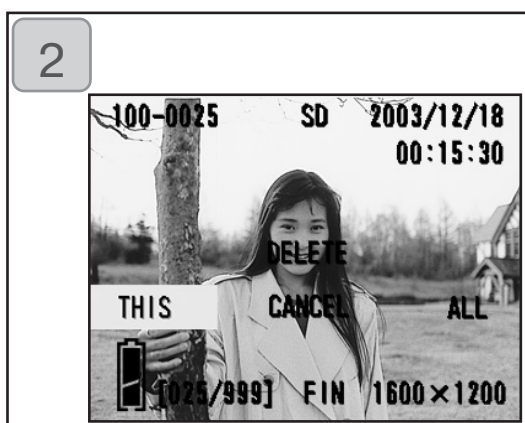 2
100-0025 SD 2003/12/18
00:15:30
DELETE
THIS CANCEL ALL
[025/999] FIN 1600×1200